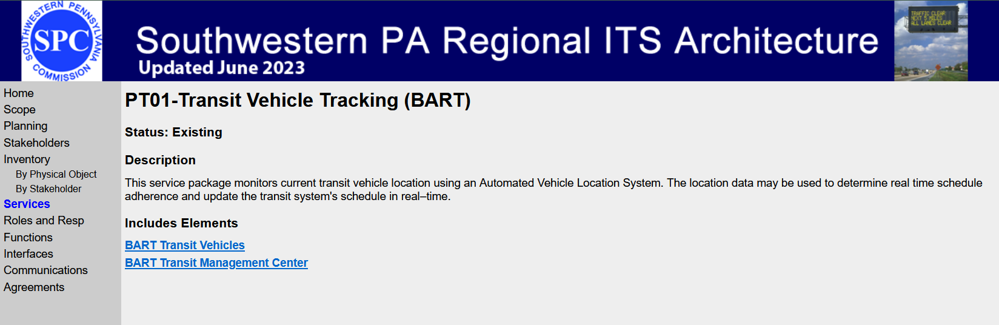 SOUTHWESTERN PENNSYLVANIA COMMISSION
SPC
Southwestern PA Regional ITS Architecture
Updated June 2023
TRAFFIC CLEAR
NEXT 5 MILES
ALL LANES CLEAR
Home
Scope
Planning
Stakeholders
Inventory
By Physical Object
By Stakeholder
Services
Roles and Resp
Functions
Interfaces
Communications
Agreements
PT01-Transit Vehicle Tracking (BART)
Status: Existing
Description
This service package monitors current transit vehicle location using an Automated Vehicle Location System. The location data may be used to determine real time schedule
adherence and update the transit system's schedule in real–time.
Includes Elements
BART Transit Vehicles
BART Transit Management Center